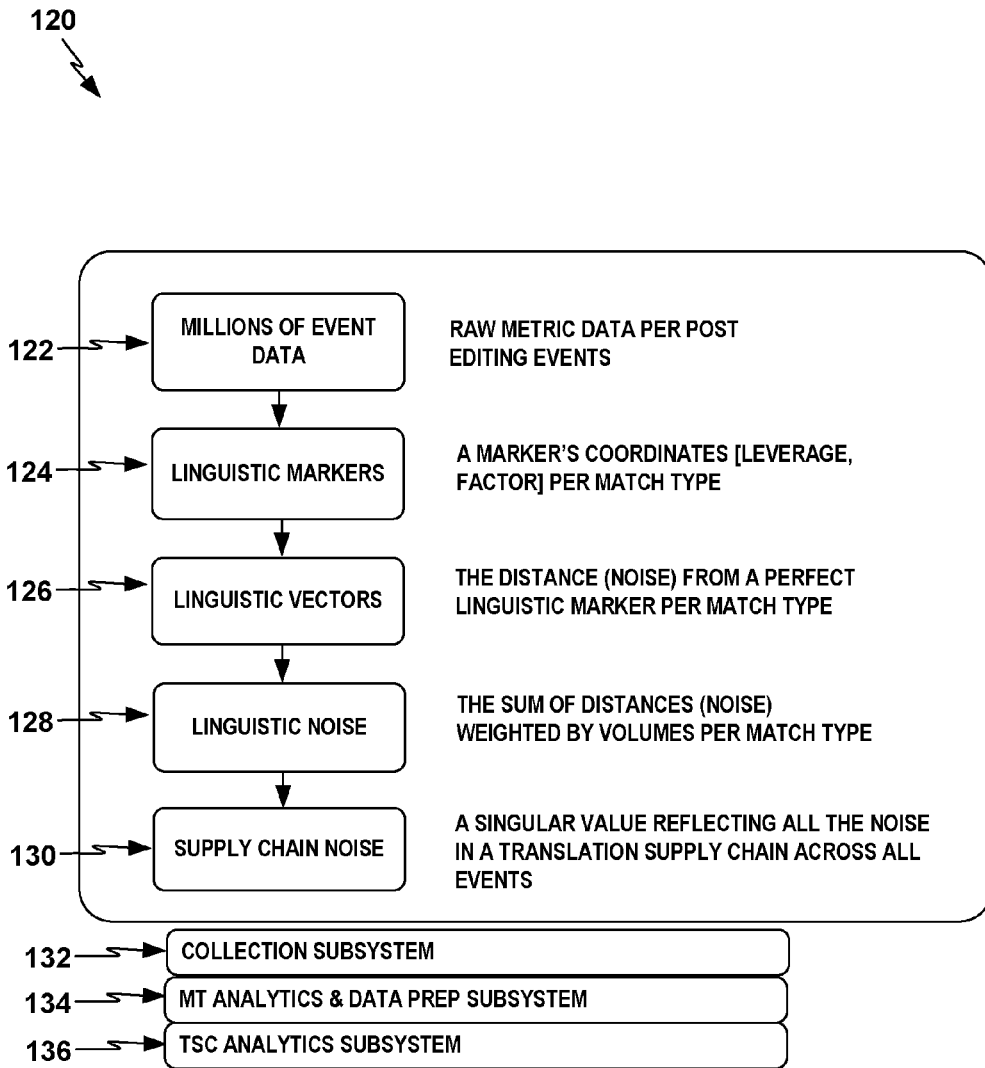 120
122
MILLIONS OF EVENT
DATA
RAW METRIC DATA PER POST
EDITING EVENTS
124
LINGUISTIC MARKERS
A MARKER'S COORDINATES [LEVERAGE,
FACTOR] PER MATCH TYPE
126
LINGUISTIC VECTORS
THE DISTANCE (NOISE) FROM A PERFECT
LINGUISTIC MARKER PER MATCH TYPE
128
LINGUISTIC NOISE
THE SUM OF DISTANCES (NOISE)
WEIGHTED BY VOLUMES PER MATCH TYPE
130
SUPPLY CHAIN NOISE
A SINGULAR VALUE REFLECTING ALL THE NOISE
IN A TRANSLATION SUPPLY CHAIN ACROSS ALL
EVENTS
132
COLLECTION SUBSYSTEM
134
MT ANALYTICS & DATA PREP SUBSYSTEM
136
TSC ANALYTICS SUBSYSTEM